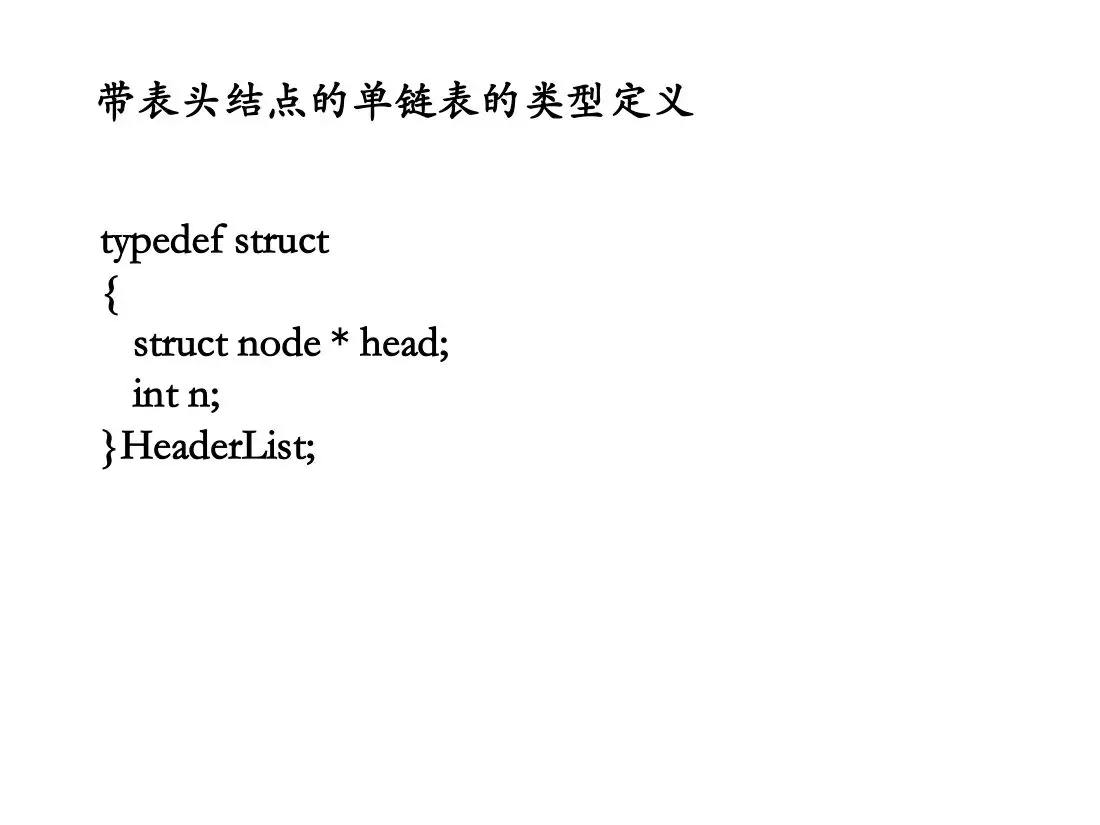 带表头结点的单链表的类型定义
typedef struct
{
struct node * head;
int n;
}HeaderList;